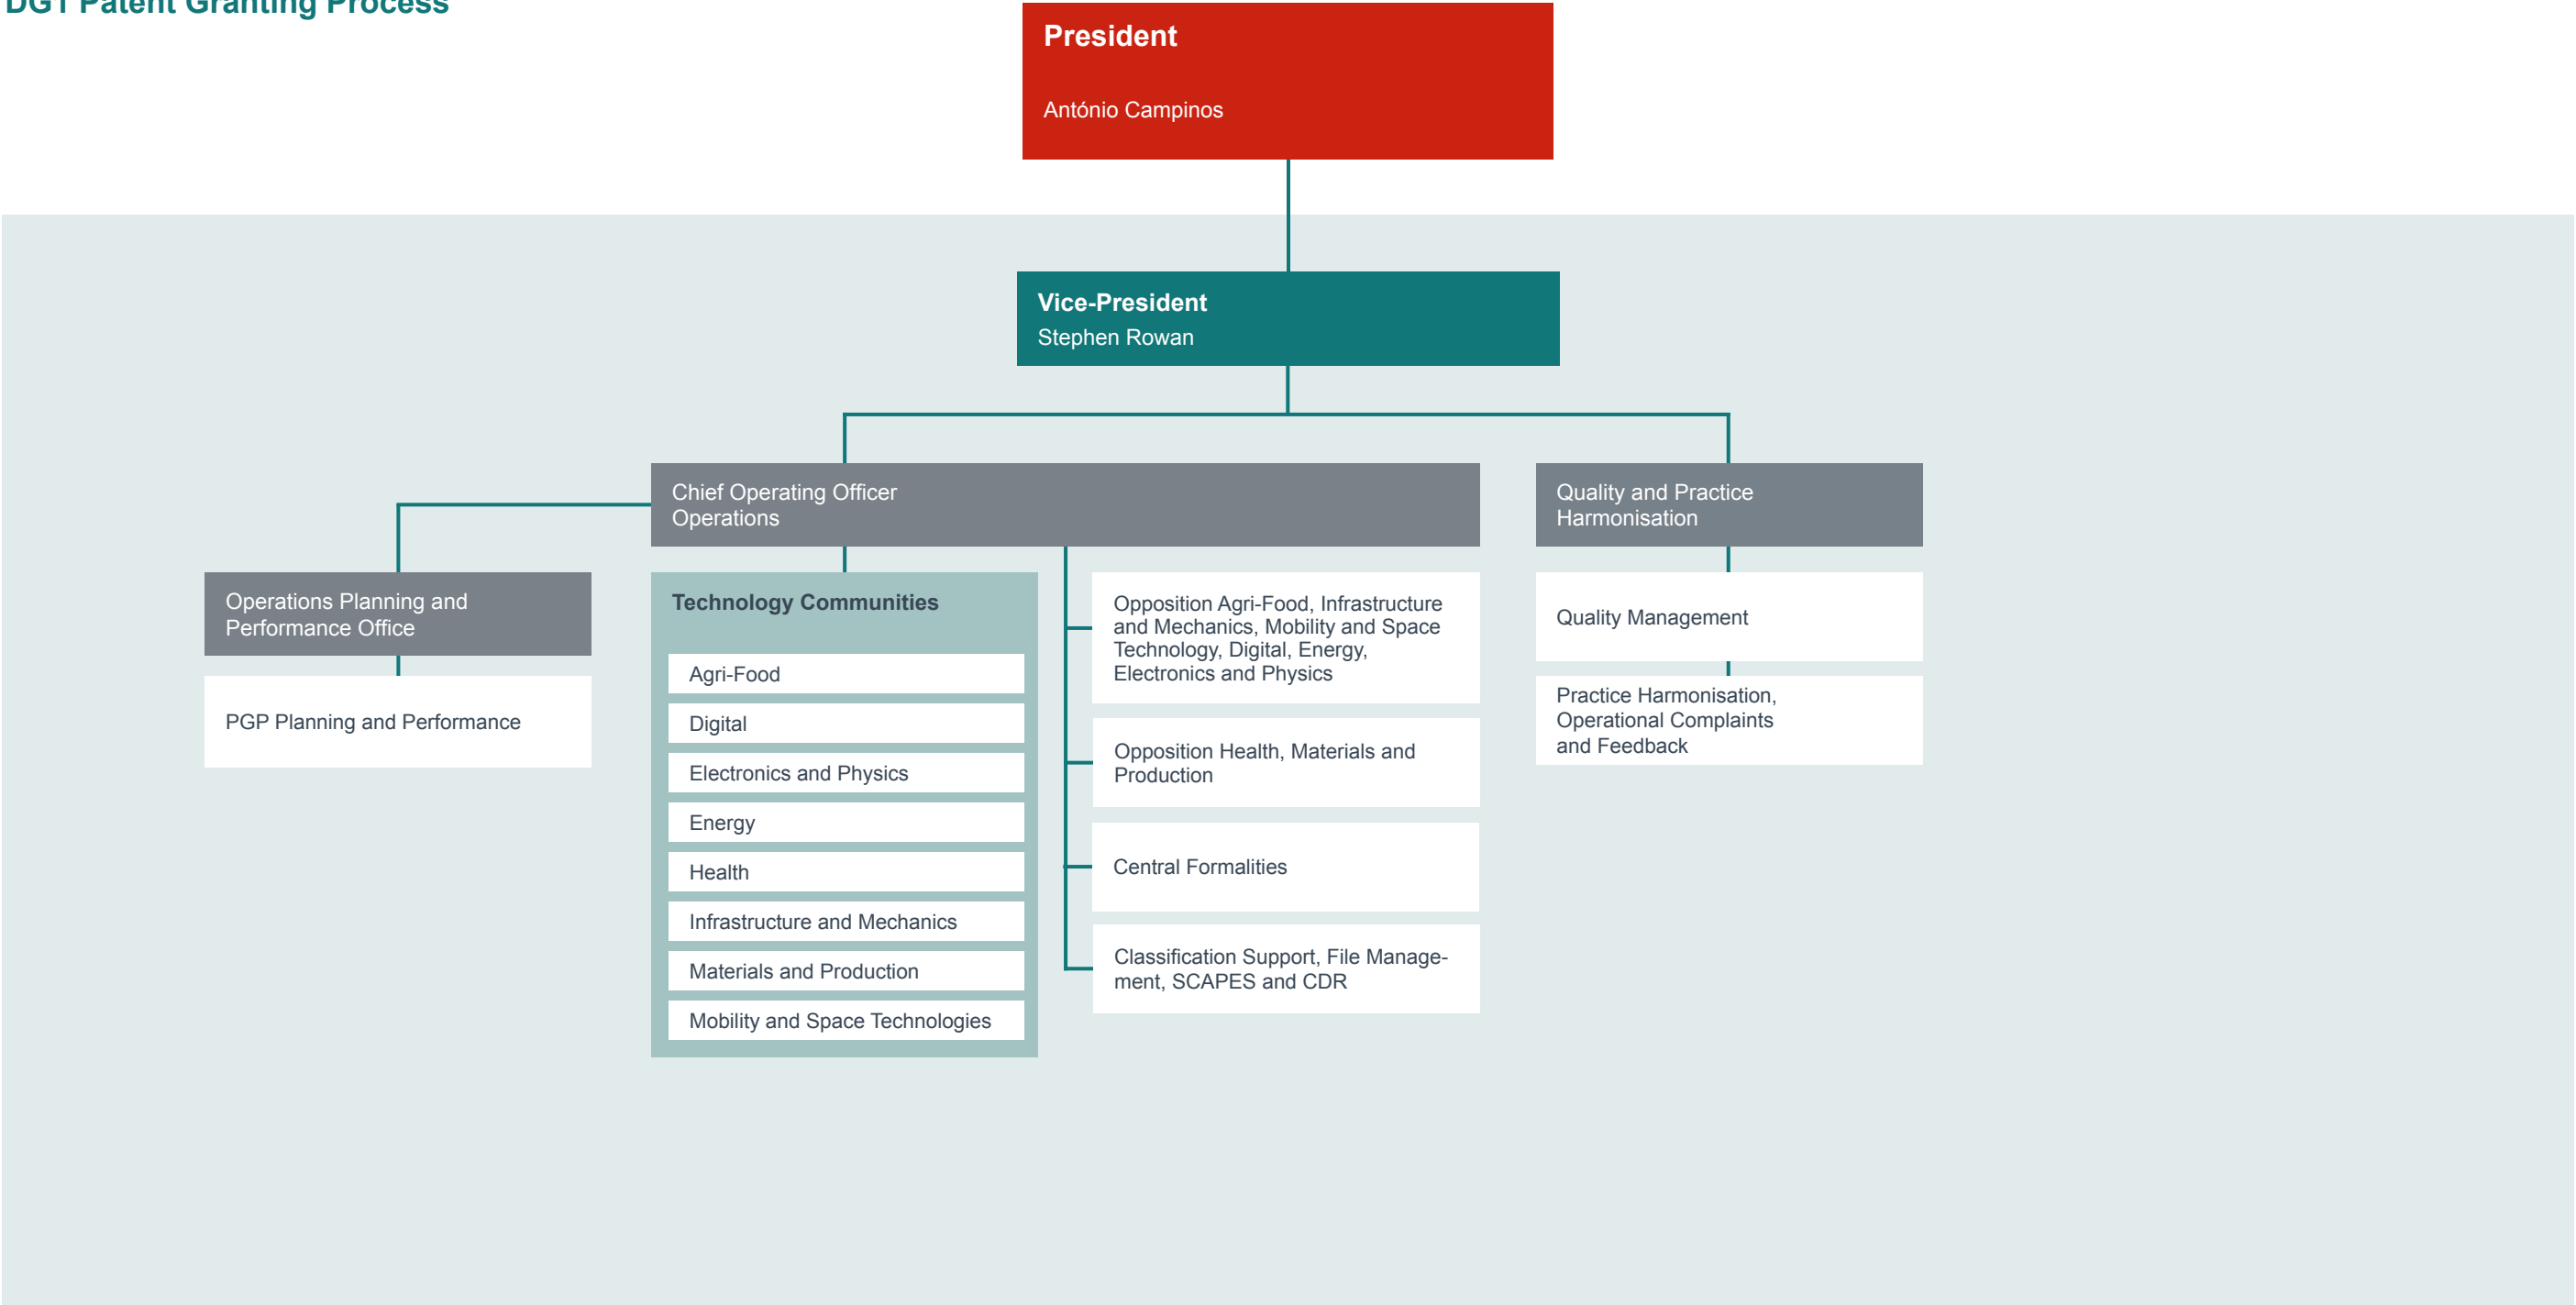 DG1 Patent Granting Process
President
António Campinos
Vice-President
Stephen Rowan
Chief Operating Officer
Operations
Quality and Practice
Harmonisation
Operations Planning and
Performance Office
PGP Planning and Performance
Technology Communities
Agri-Food
Digital
Electronics and Physics
Energy
Health
Infrastructure and Mechanics
Materials and Production
Mobility and Space Technologies
Opposition Agri-Food, Infrastructure
and Mechanics, Mobility and Space
Technology, Digital, Energy,
Electronics and Physics
Opposition Health, Materials and
Production
Central Formalities
Classification Support, File Manage-
ment, SCAPES and CDR
Quality Management
Practice Harmonisation,
Operational Complaints
and Feedback